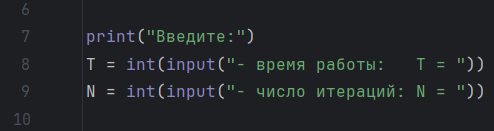 6
7 print("Введите:")
8 T = int(input("- время работы:   T = "))
9 N = int(input("- число итераций: N = "))
10